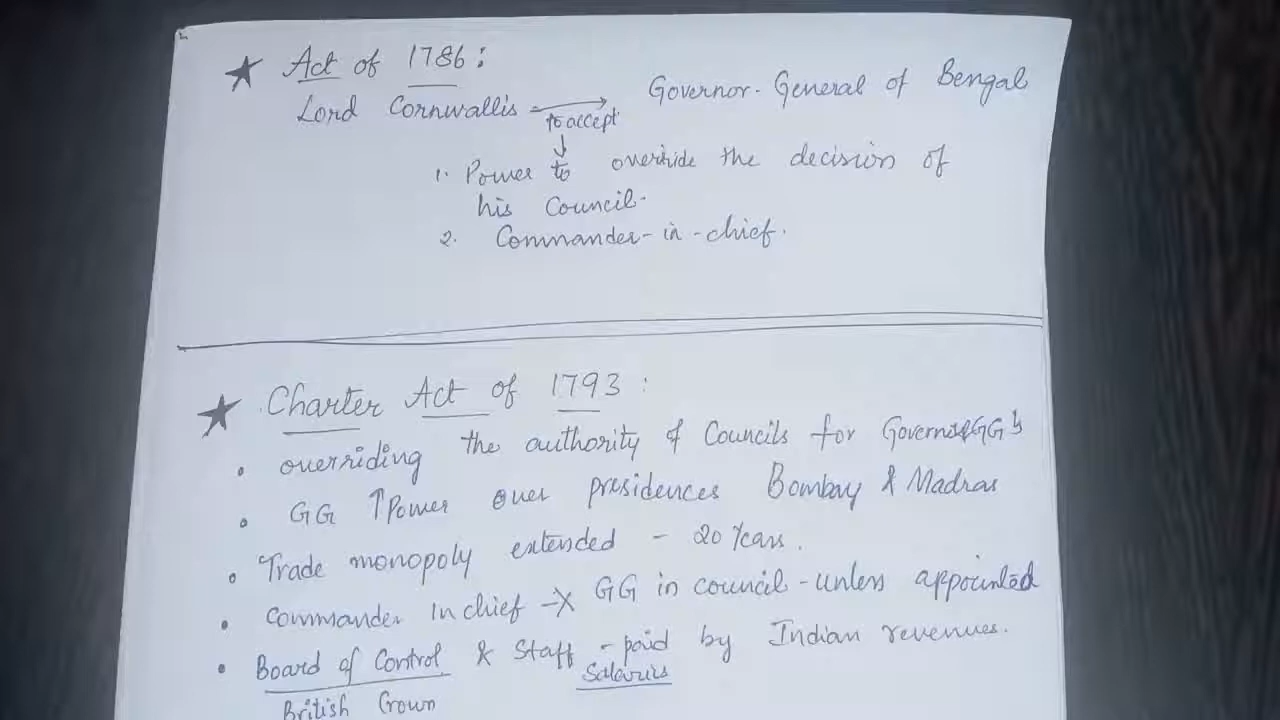 ★ Act of 1786:
Lord Cornwallis → Governor-General of Bengal
to accept
↓
1. Power to override the decision of
his Council.
2. Commander-in-chief.
★ Charter Act of 1793:
• overriding the authority of Councils for Governor&GG's
• GG ↑Power over presidences Bombay & Madras
• Trade monopoly extended - 20 Years.
• Commander in chief -X GG in council - unless appointed
• Board of Control & Staff - paid by Indian revenues.
Salaries
British Crown